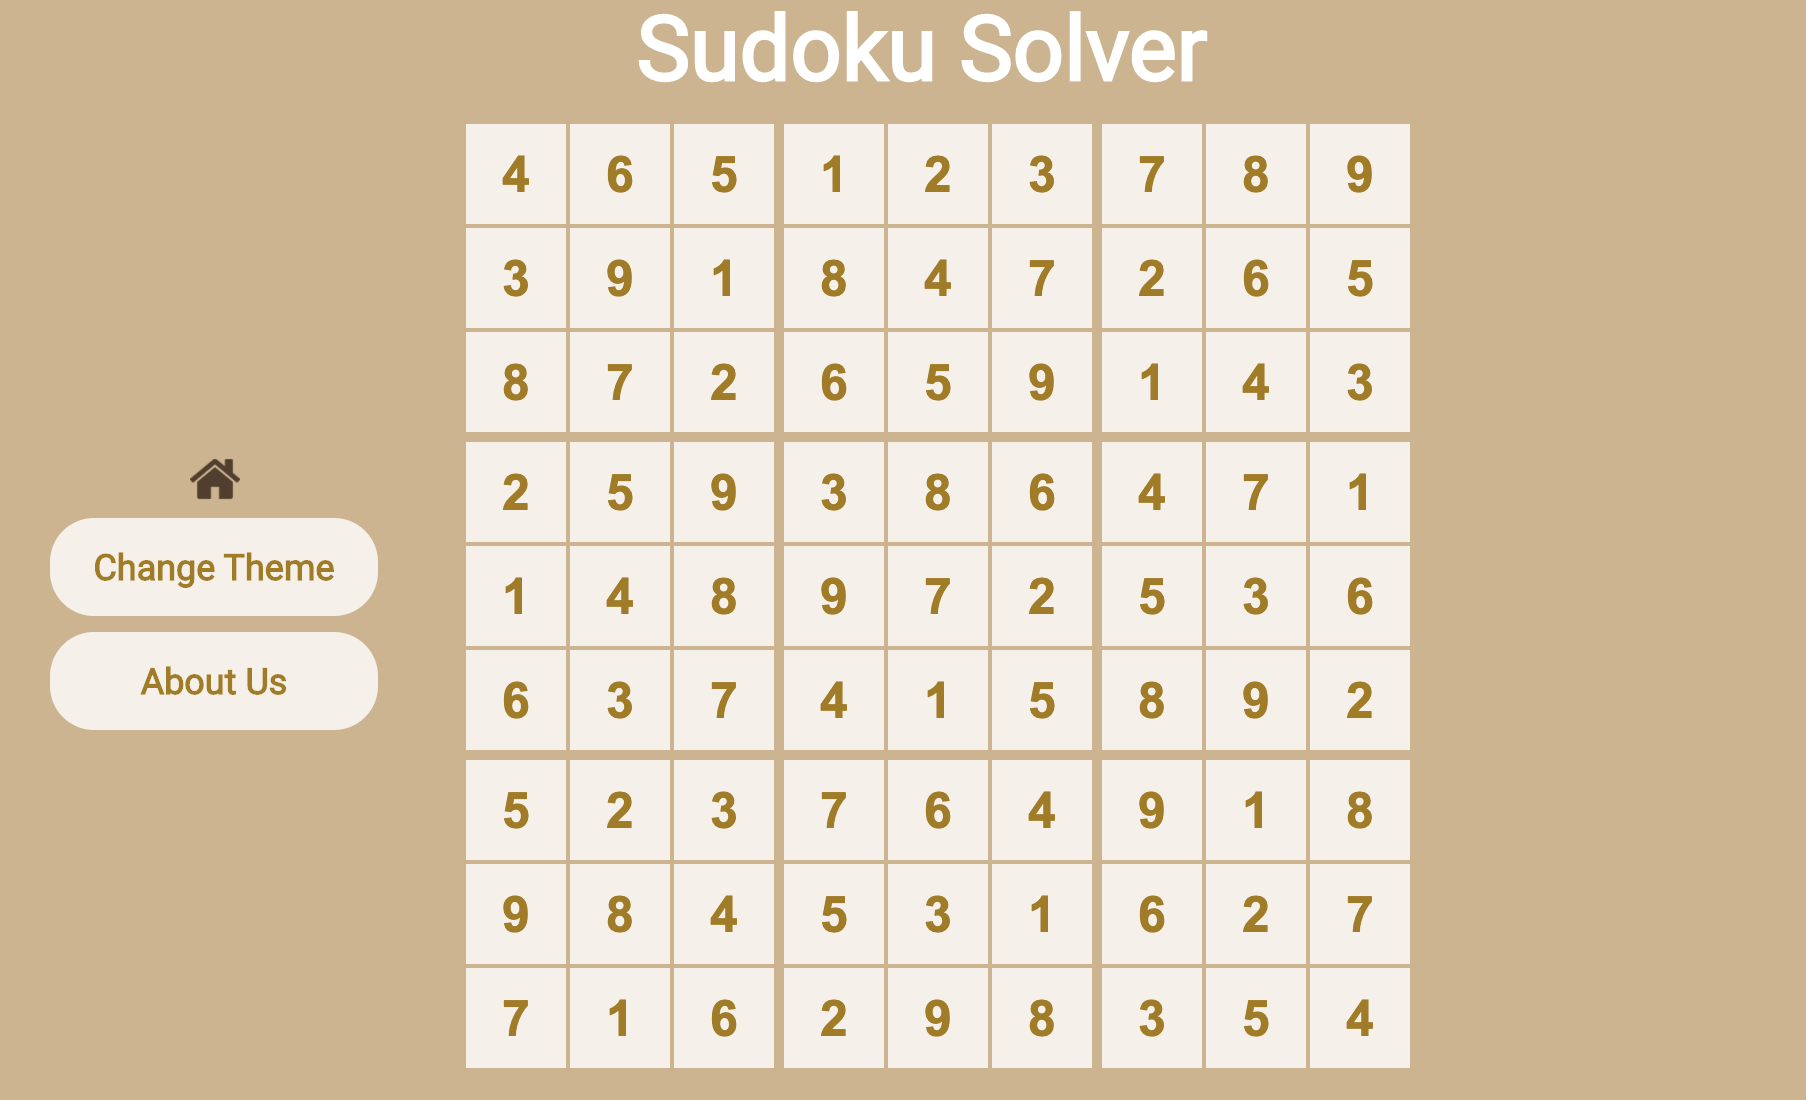 Sudoku Solver
4 6 5 1 2 3 7 8 9
3 9 1 8 4 7 2 6 5
8 7 2 6 5 9 1 4 3
2 5 9 3 8 6 4 7 1
1 4 8 9 7 2 5 3 6
6 3 7 4 1 5 8 9 2
5 2 3 7 6 4 9 1 8
9 8 4 5 3 1 6 2 7
7 1 6 2 9 8 3 5 4
Change Theme
About Us